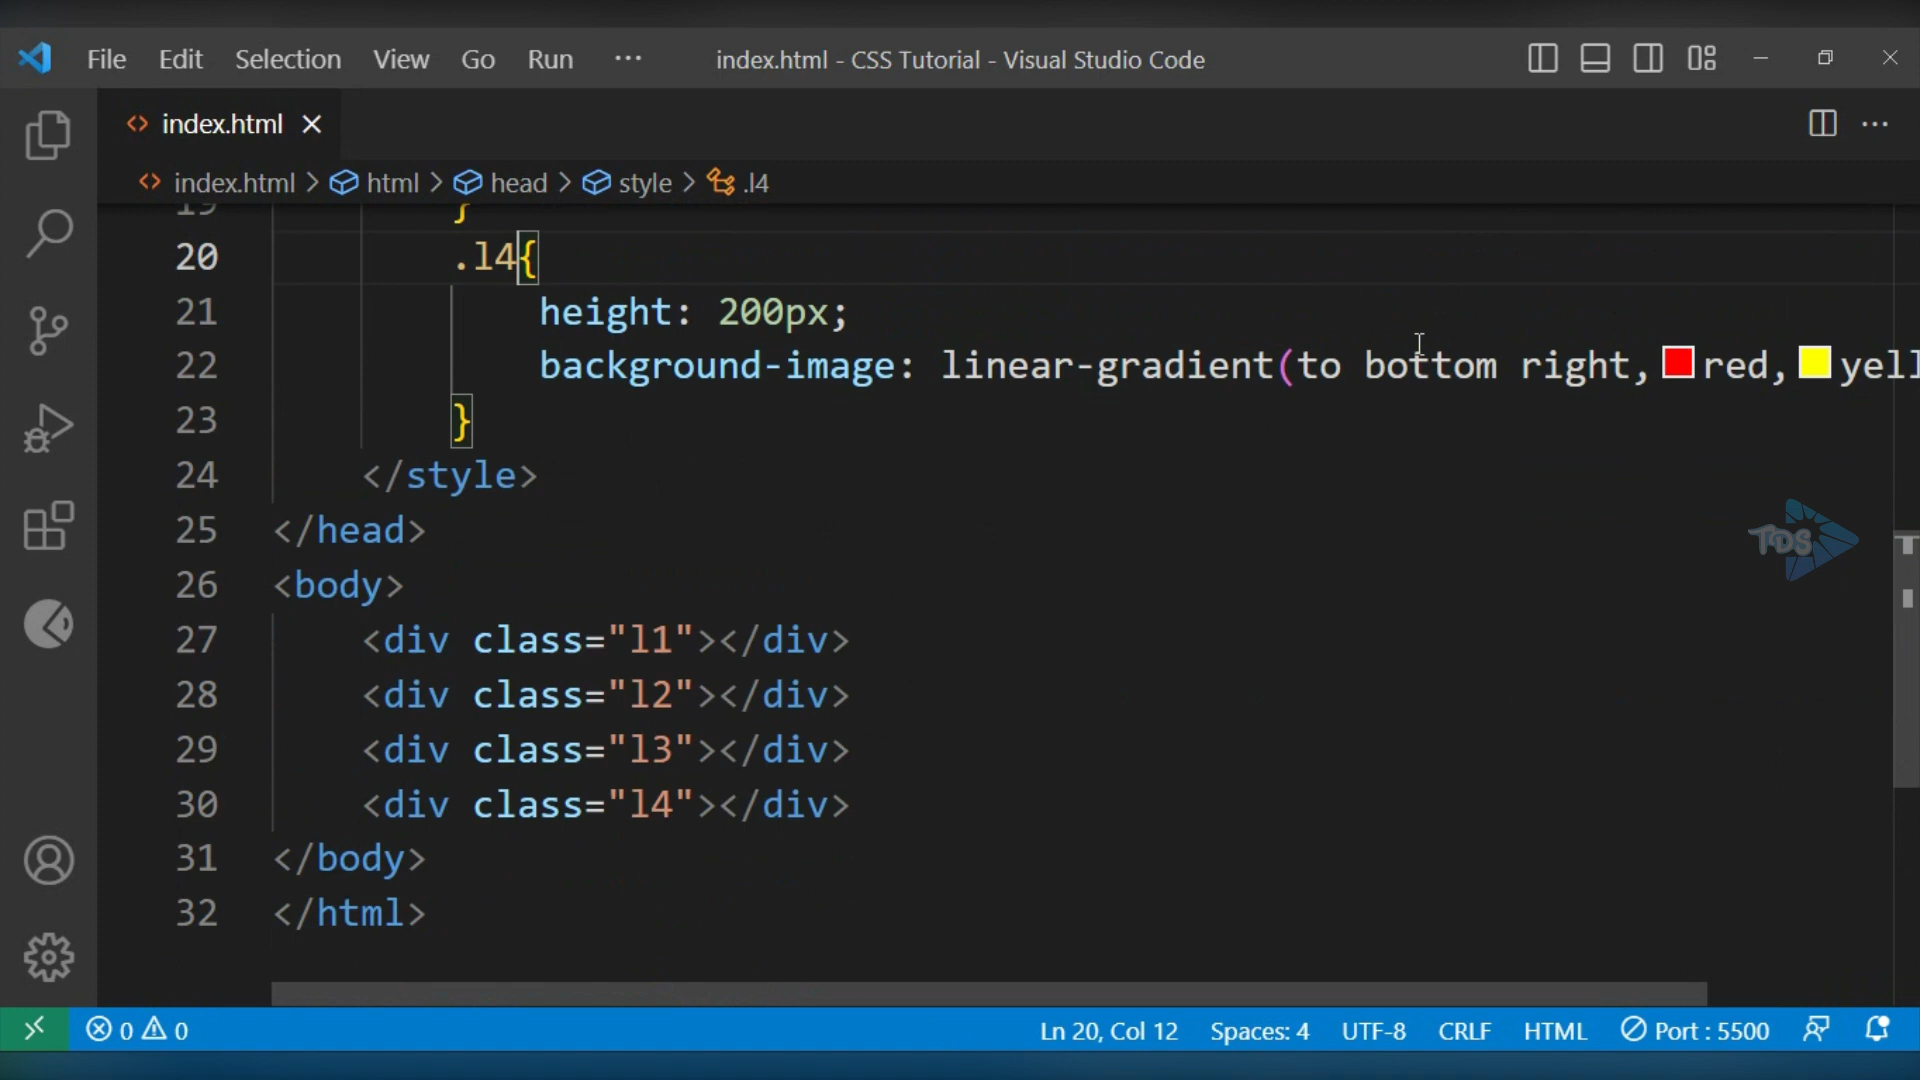 File Edit Selection View Go Run ··· index.html - CSS Tutorial - Visual Studio Code
index.html
index.html > html > head > style > .l4
19 }
20 .l4{
21 height: 200px;
22 background-image: linear-gradient(to bottom right,red,yell
23 }
24 </style>
25 </head>
26 <body>
27 <div class="l1"></div>
28 <div class="l2"></div>
29 <div class="l3"></div>
30 <div class="l4"></div>
31 </body>
32 </html>
TDS
0 0 Ln 20, Col 12 Spaces: 4 UTF-8 CRLF HTML Port : 5500